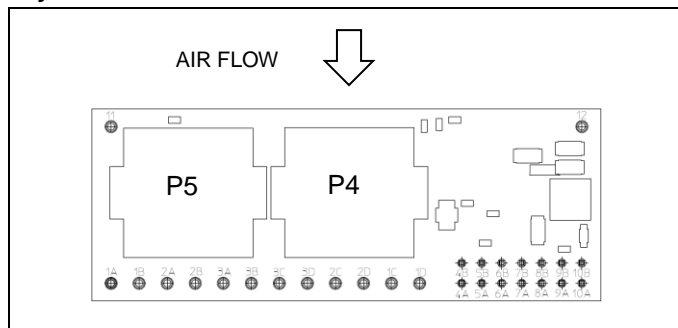 AIR FLOW
11 12
P5 P4
1A 1B 2A 2B 3A 3B 3C 3D 2C 2D 1C 1D 4B 5B 6B 7B 8B 9B 10B
4A 5A 6A 7A 8A 9A 10A